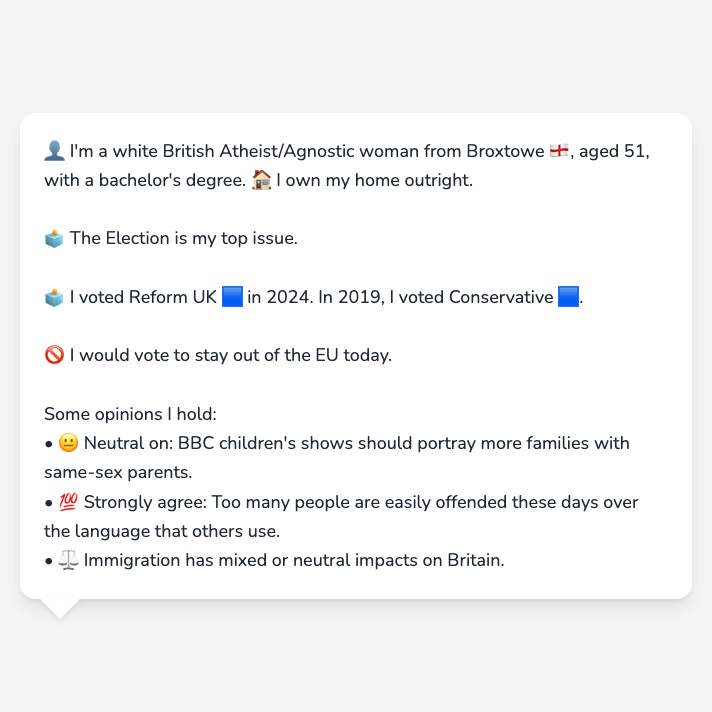 👤 I'm a white British Atheist/Agnostic woman from Broxtowe 🏴󠁧󠁢󠁥󠁮󠁧󠁿, aged 51,
with a bachelor's degree. 🏠 I own my home outright.
🗳️ The Election is my top issue.
🗳️ I voted Reform UK 🟦 in 2024. In 2019, I voted Conservative 🟦.
🚫 I would vote to stay out of the EU today.
Some opinions I hold:
• 😐 Neutral on: BBC children's shows should portray more families with
same-sex parents.
• 💯 Strongly agree: Too many people are easily offended these days over
the language that others use.
• ⚖️ Immigration has mixed or neutral impacts on Britain.